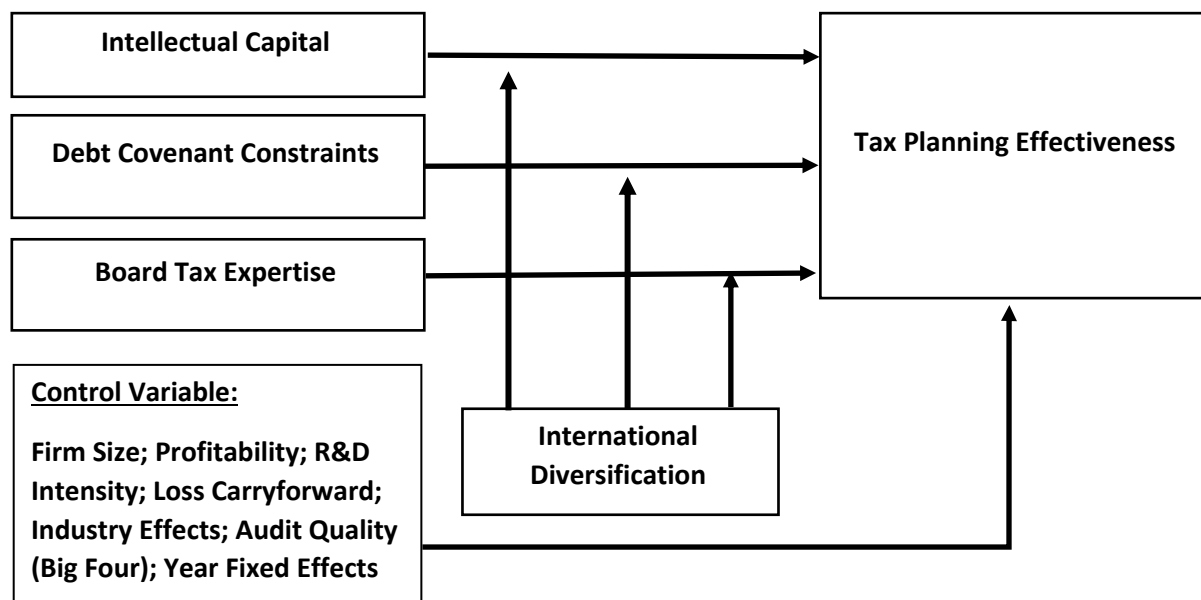 Intellectual Capital
Debt Covenant Constraints
Board Tax Expertise
Tax Planning Effectiveness
Control Variable:
Firm Size; Profitability; R&D
Intensity; Loss Carryforward;
Industry Effects; Audit Quality
(Big Four); Year Fixed Effects
International
Diversification